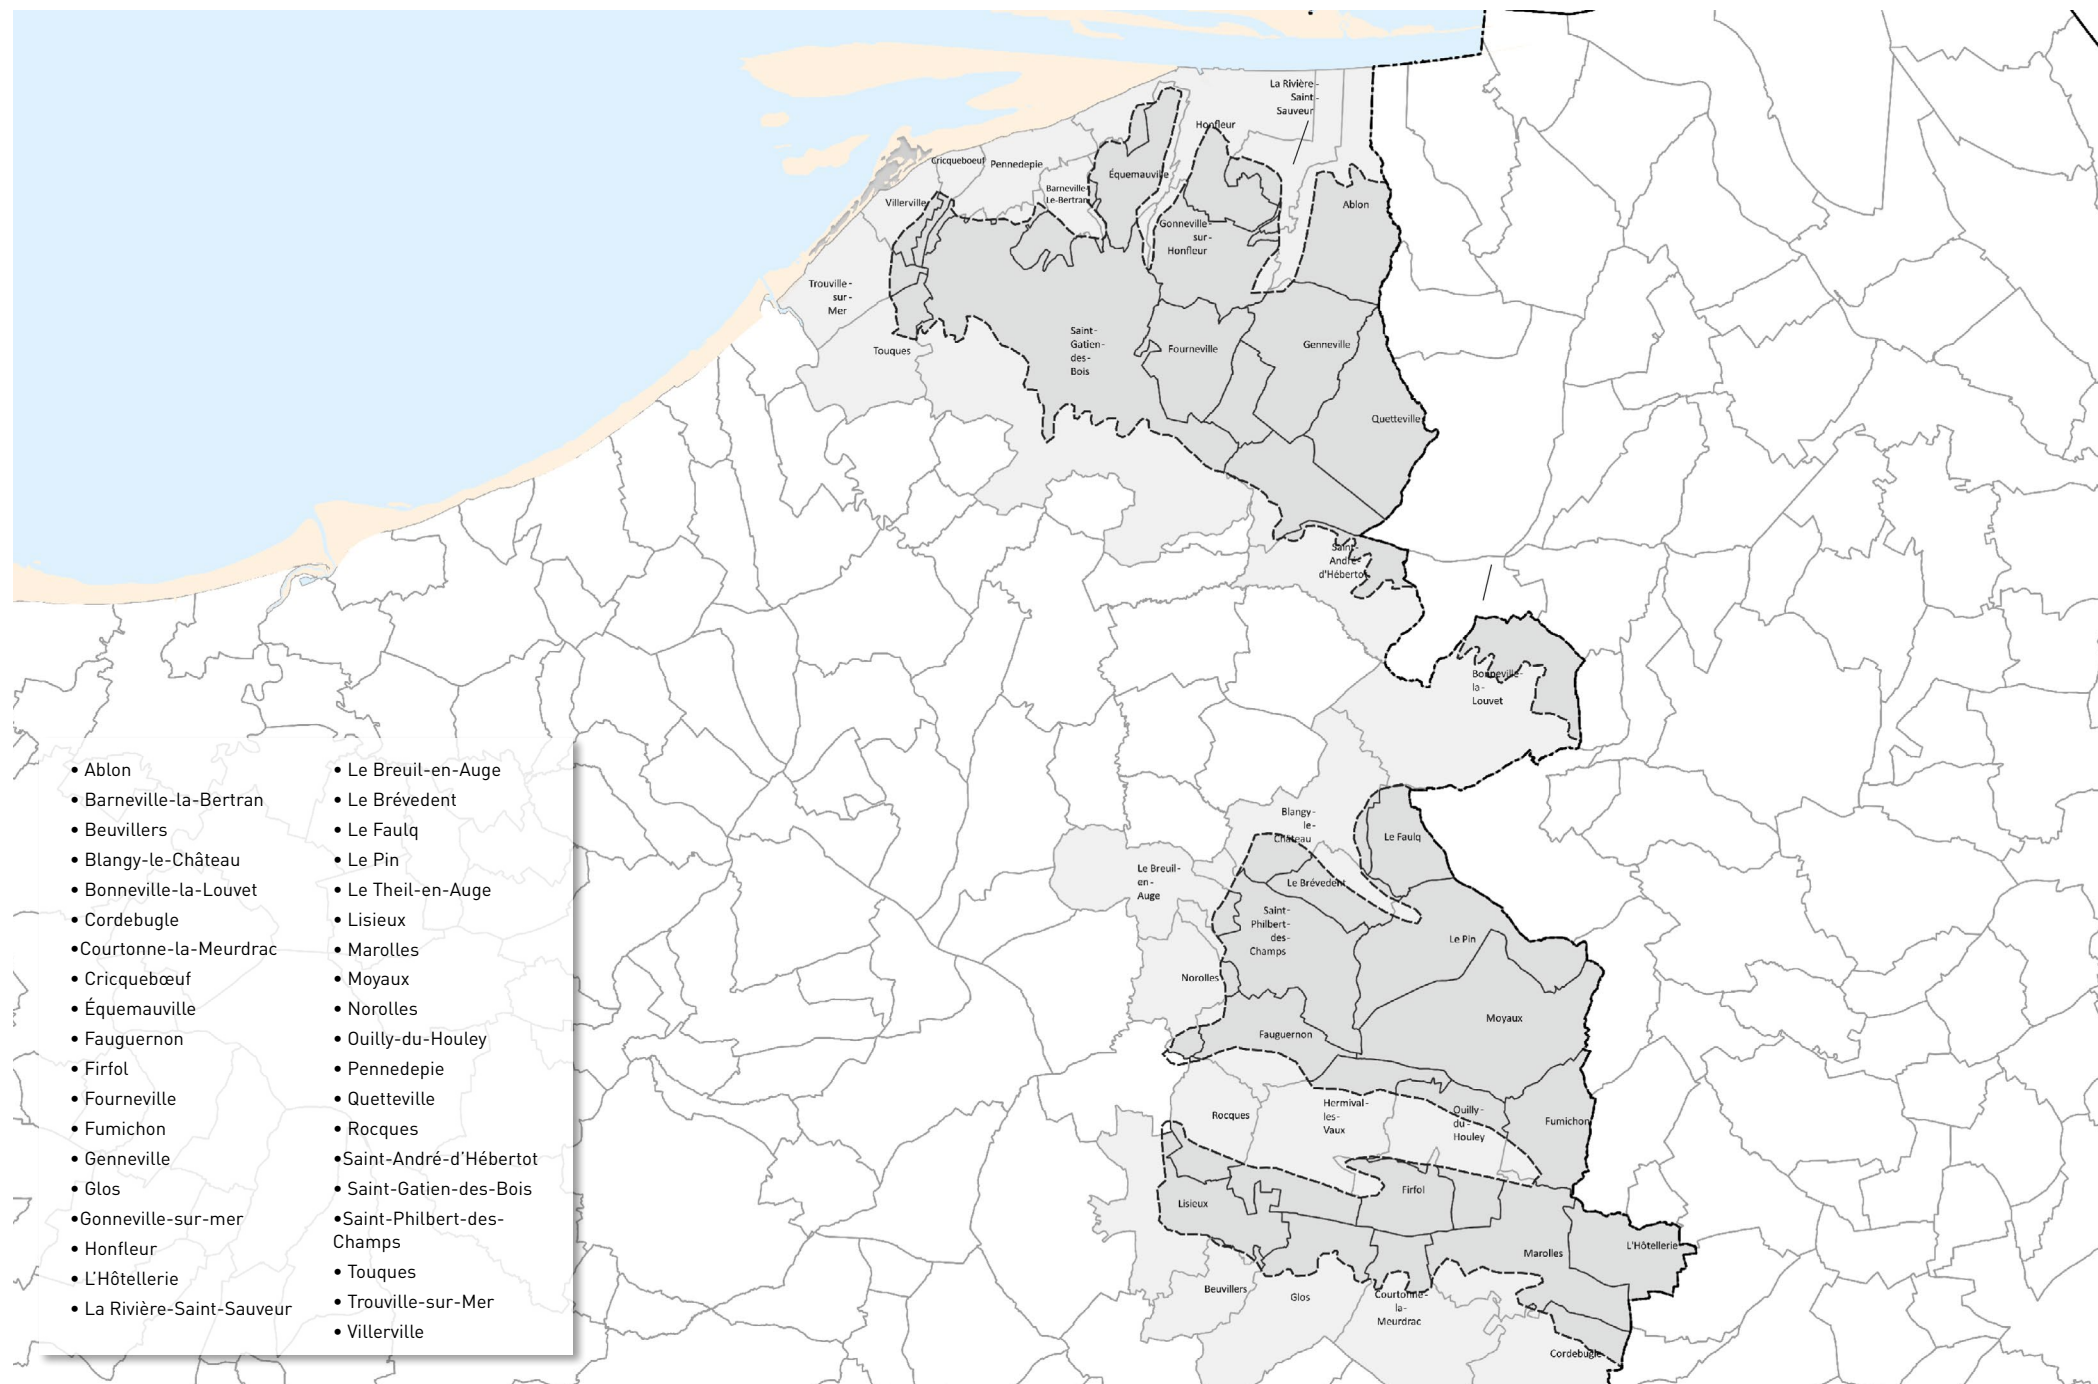 La Rivière-
Saint-
Sauveur
Honfleur
Cricqueboeuf
Pennedepie
Équemauville
Barneville-
Le-Bertran
Villerville
Ablon
Gonneville-
sur-
Honfleur
Trouville-
sur-
Mer
Touques
Saint-
Gatien-
des-
Bois
Fourneville
Genneville
Quetteville
Saint-
André-
d'Hébertot
Bonneville-
la-
Louvet
Blangy-
le-
Château
Le Faulq
Le Breuil-
en-
Auge
Le Brévedent
Saint-
Philbert-
des-
Champs
Le Pin
Norolles
Moyaux
Fauguernon
Rocques
Hermival-
les-
Vaux
Ouilly-
du-
Houley
Fumichon
Lisieux
Firfol
Marolles
L'Hôtellerie
Beuvillers
Glos
Courtonne-
la-
Meurdrac
Cordebugle
• Ablon
• Barneville-la-Bertran
• Beuvillers
• Blangy-le-Château
• Bonneville-la-Louvet
• Cordebugle
•Courtonne-la-Meurdrac
• Cricquebœuf
• Équemauville
• Fauguernon
• Firfol
• Fourneville
• Fumichon
• Genneville
• Glos
•Gonneville-sur-mer
• Honfleur
• L'Hôtellerie
• La Rivière-Saint-Sauveur
• Le Breuil-en-Auge
• Le Brévedent
• Le Faulq
• Le Pin
• Le Theil-en-Auge
• Lisieux
• Marolles
• Moyaux
• Norolles
• Ouilly-du-Houley
• Pennedepie
• Quetteville
• Rocques
•Saint-André-d'Hébertot
• Saint-Gatien-des-Bois
•Saint-Philbert-des-
Champs
• Touques
• Trouville-sur-Mer
• Villerville